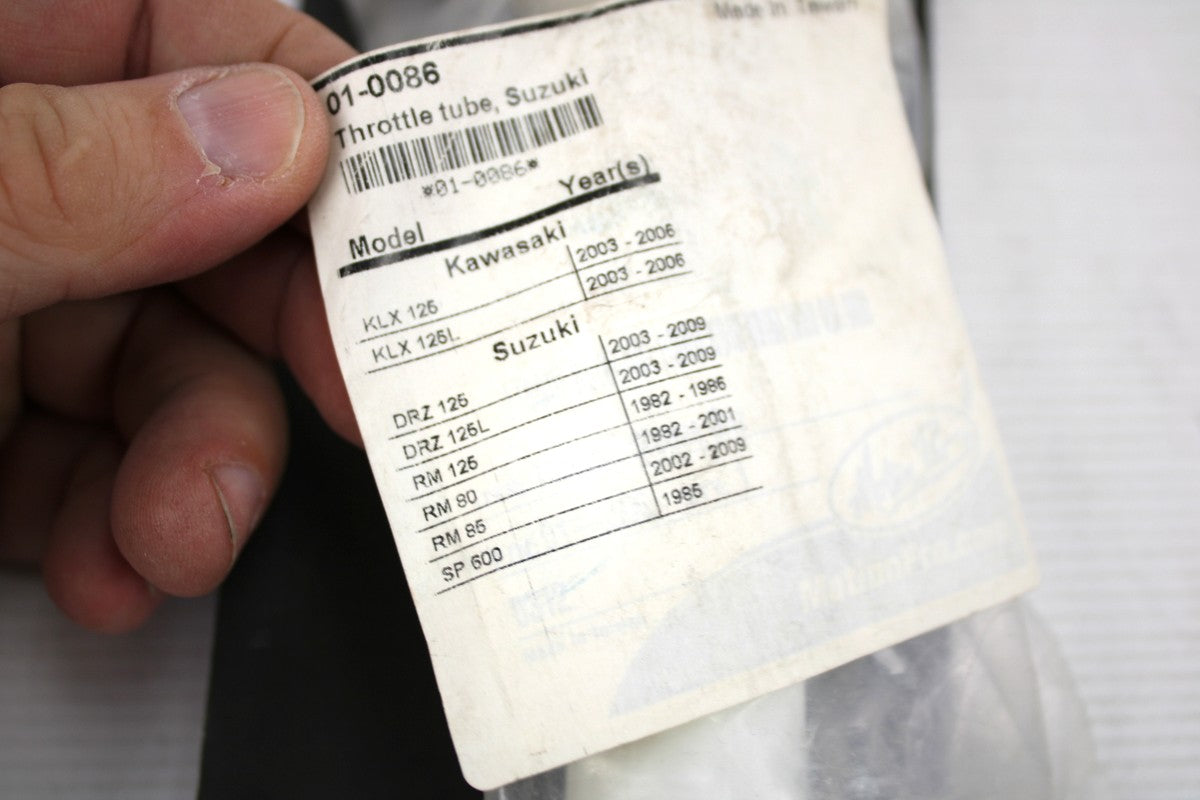 Made in Taiwan
01-0086
Throttle tube, Suzuki
*01-0086*
Model Year(s)
Kawasaki
KLX 125 2003 - 2006
KLX 125L 2003 - 2006
Suzuki
DRZ 125 2003 - 2009
DRZ 125L 2003 - 2009
RM 125 1982 - 1986
RM 80 1982 - 2001
RM 85 2002 - 2009
SP 600 1985